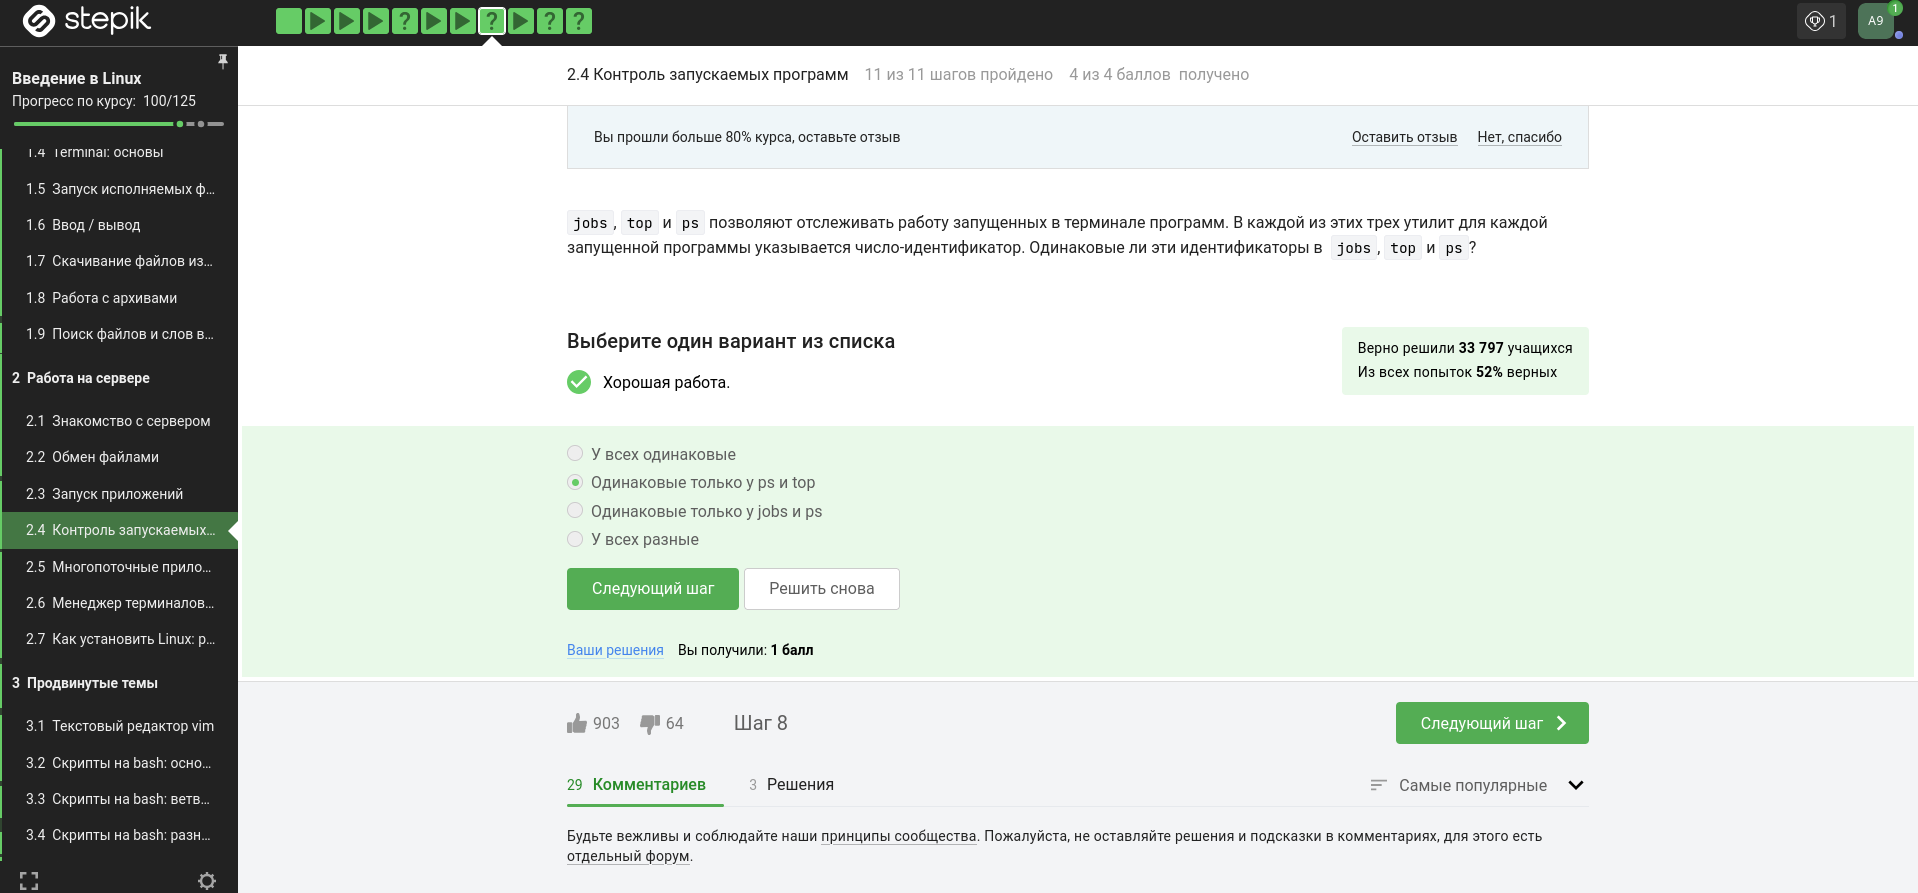 stepik
1
A9
1
Введение в Linux
Прогресс по курсу: 100/125
1.4 Terminal: основы
1.5 Запуск исполняемых ф...
1.6 Ввод / вывод
1.7 Скачивание файлов из...
1.8 Работа с архивами
1.9 Поиск файлов и слов в...
2 Работа на сервере
2.1 Знакомство с сервером
2.2 Обмен файлами
2.3 Запуск приложений
2.4 Контроль запускаемых...
2.5 Многопоточные прило...
2.6 Менеджер терминалов...
2.7 Как установить Linux: р...
3 Продвинутые темы
3.1 Текстовый редактор vim
3.2 Скрипты на bash: осно...
3.3 Скрипты на bash: ветв...
3.4 Скрипты на bash: разн...
2.4 Контроль запускаемых программ 11 из 11 шагов пройдено 4 из 4 баллов получено
Вы прошли больше 80% курса, оставьте отзыв Оставить отзыв Нет, спасибо
jobs, top и ps позволяют отслеживать работу запущенных в терминале программ. В каждой из этих трех утилит для каждой
запущенной программы указывается число-идентификатор. Одинаковые ли эти идентификаторы в jobs, top и ps?
Выберите один вариант из списка
Хорошая работа.
Верно решили 33 797 учащихся
Из всех попыток 52% верных
У всех одинаковые
Одинаковые только у ps и top
Одинаковые только у jobs и ps
У всех разные
Следующий шаг Решить снова
Ваши решения Вы получили: 1 балл
903 64 Шаг 8 Следующий шаг
29 Комментариев 3 Решения Самые популярные
Будьте вежливы и соблюдайте наши принципы сообщества. Пожалуйста, не оставляйте решения и подсказки в комментариях, для этого есть
отдельный форум.